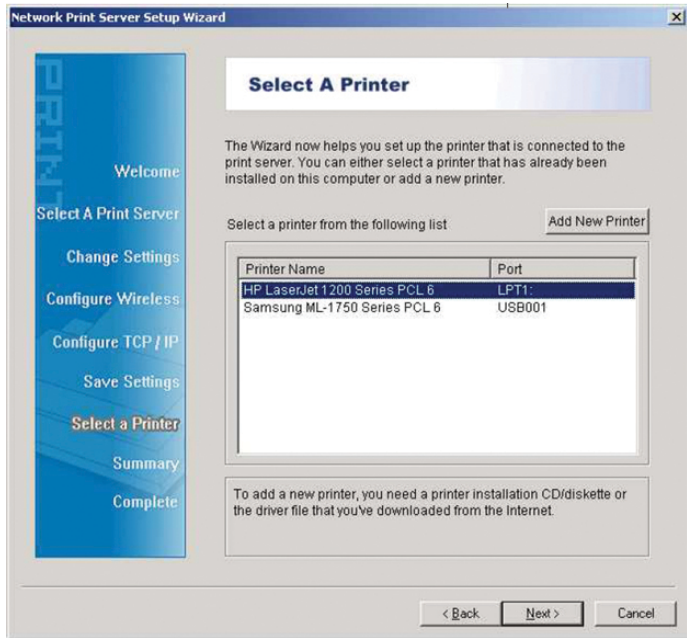 Network Print Server Setup Wizard
PRINT
Welcome
Select A Print Server
Change Settings
Configure Wireless
Configure TCP / IP
Save Settings
Select a Printer
Summary
Complete
Select A Printer
The Wizard now helps you set up the printer that is connected to the
print server. You can either select a printer that has already been
installed on this computer or add a new printer.
Select a printer from the following list
Add New Printer
Printer Name Port
HP LaserJet 1200 Series PCL 6 LPT1:
Samsung ML-1750 Series PCL 6 USB001
To add a new printer, you need a printer installation CD/diskette or
the driver file that you've downloaded from the Internet.
< Back Next > Cancel